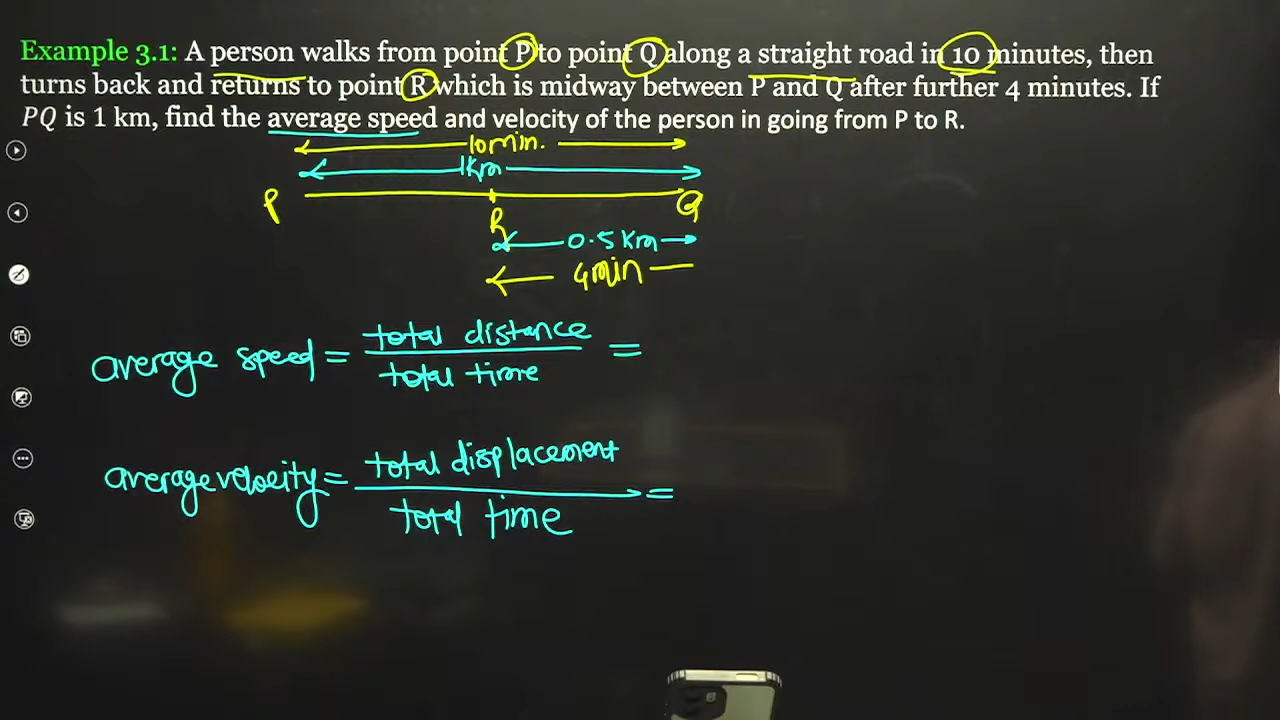 Example 3.1: A person walks from point P to point Q along a straight road in 10 minutes, then
turns back and returns to point R which is midway between P and Q after further 4 minutes. If
PQ is 1 km, find the average speed and velocity of the person in going from P to R.
10min.
1km
P
Q
R
0.5 Km
4min
average speed = total distance =
total time
average velocity = total displacement =
total time